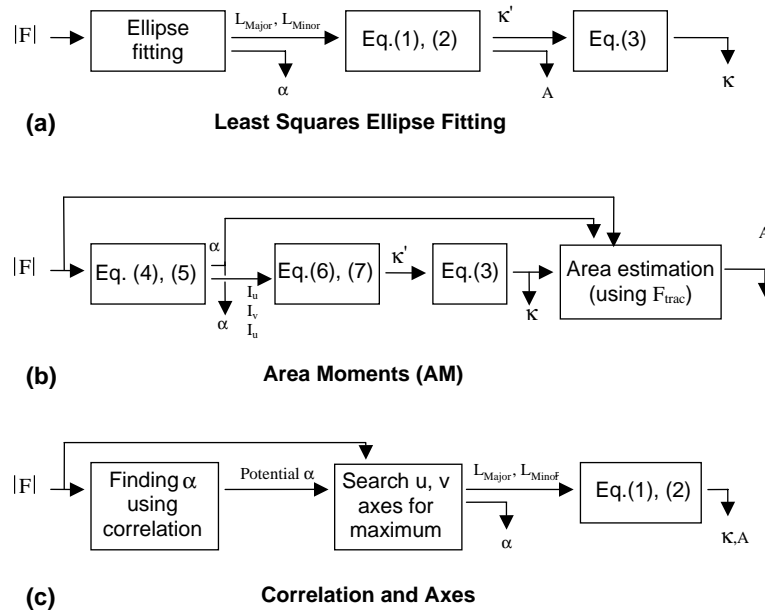 |F|
Ellipse
fitting
L_Major, L_Minor
α
Eq.(1), (2)
κ'
A
Eq.(3)
κ
(a)
Least Squares Ellipse Fitting
|F|
Eq. (4), (5)
α
α
I_u
I_v
I_u
Eq.(6), (7)
κ'
Eq.(3)
κ
Area estimation
(using F_trac)
A
(b)
Area Moments (AM)
|F|
Finding α
using
correlation
Potential α
Search u, v
axes for
maximum
L_Major, L_Minor
α
Eq.(1), (2)
κ,A
(c)
Correlation and Axes